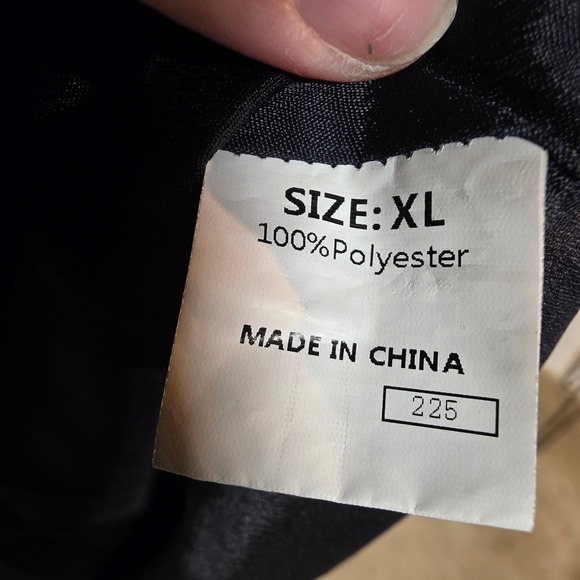 SIZE: XL
100%Polyester
MADE IN CHINA
225